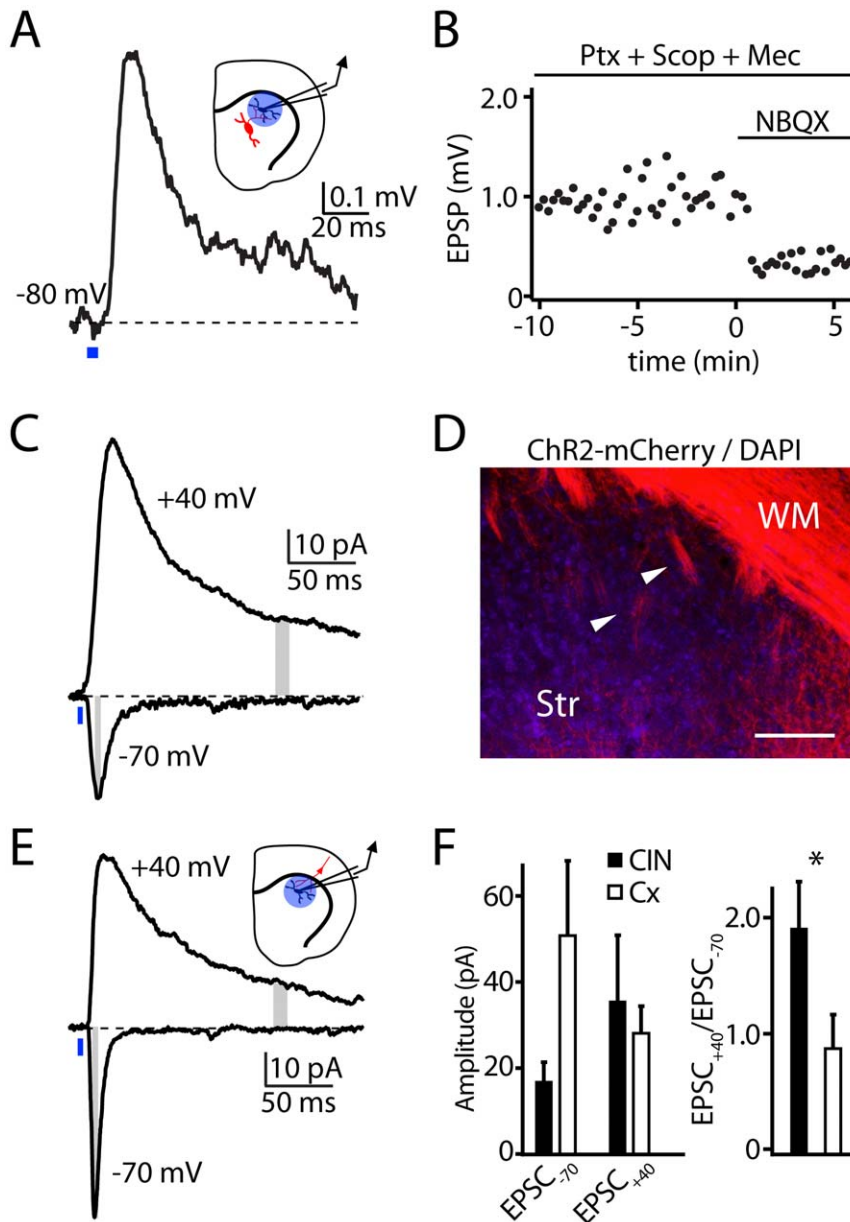 A
0.1 mV
20 ms
-80 mV
B
Ptx + Scop + Mec
NBQX
EPSP (mV)
2.0
1.0
0
-10
-5
0
5
time (min)
C
+40 mV
10 pA
50 ms
-70 mV
D
ChR2-mCherry / DAPI
WM
Str
E
+40 mV
10 pA
50 ms
-70 mV
F
CIN
Cx
Amplitude (pA)
60
40
20
0
EPSC-70
EPSC+40
*
EPSC+40/EPSC-70
2.0
1.0
0